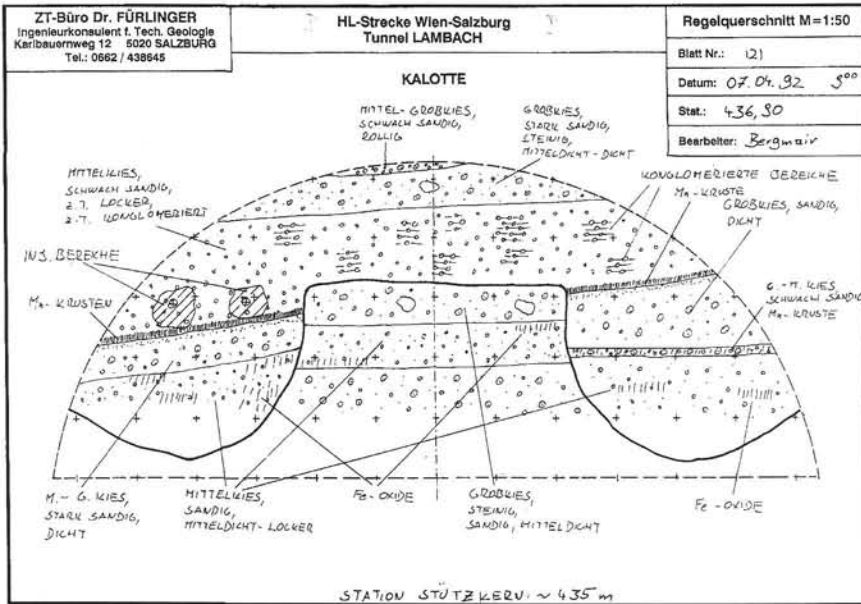 ZT-Büro Dr. FÜRLINGER
Ingenieurkonsulent f. Tech. Geologie
Karlbauernweg 12 5020 SALZBURG
Tel.: 0662 / 438645
HL-Strecke Wien-Salzburg
Tunnel LAMBACH
Regelquerschnitt M=1:50
Blatt Nr.: 121
Datum: 07.04.92 9⁰⁰
Stat.: 436,90
Bearbeiter: Bergmair
KALOTTE
MITTEL-GROBKIES,
SCHWACH SANDIG,
ROLLIG
GROBKIES,
STARK SANDIG,
STEINIG,
MITTELDICHT-DICHT
MITTELKIES,
SCHWACH SANDIG,
Z.T. LOCKER,
Z.T. KONGLOMERIERT
KONGLOMERIERTE BEREICHE
Mn-KRUSTE
GROBKIES, SANDIG,
DICHT
INJ. BEREICHE
Mn-KRUSTEN
G.-M. KIES,
SCHWACH SANDIG
Mn-KRUSTE
M.-G. KIES,
STARK SANDIG,
DICHT
MITTELKIES,
SANDIG,
MITTELDICHT-LOCKER
Fe-OXIDE
GROBKIES,
STEINIG,
SANDIG, MITTELDICHT
Fe-OXIDE
STATION STÜTZKERN: ~ 435 m